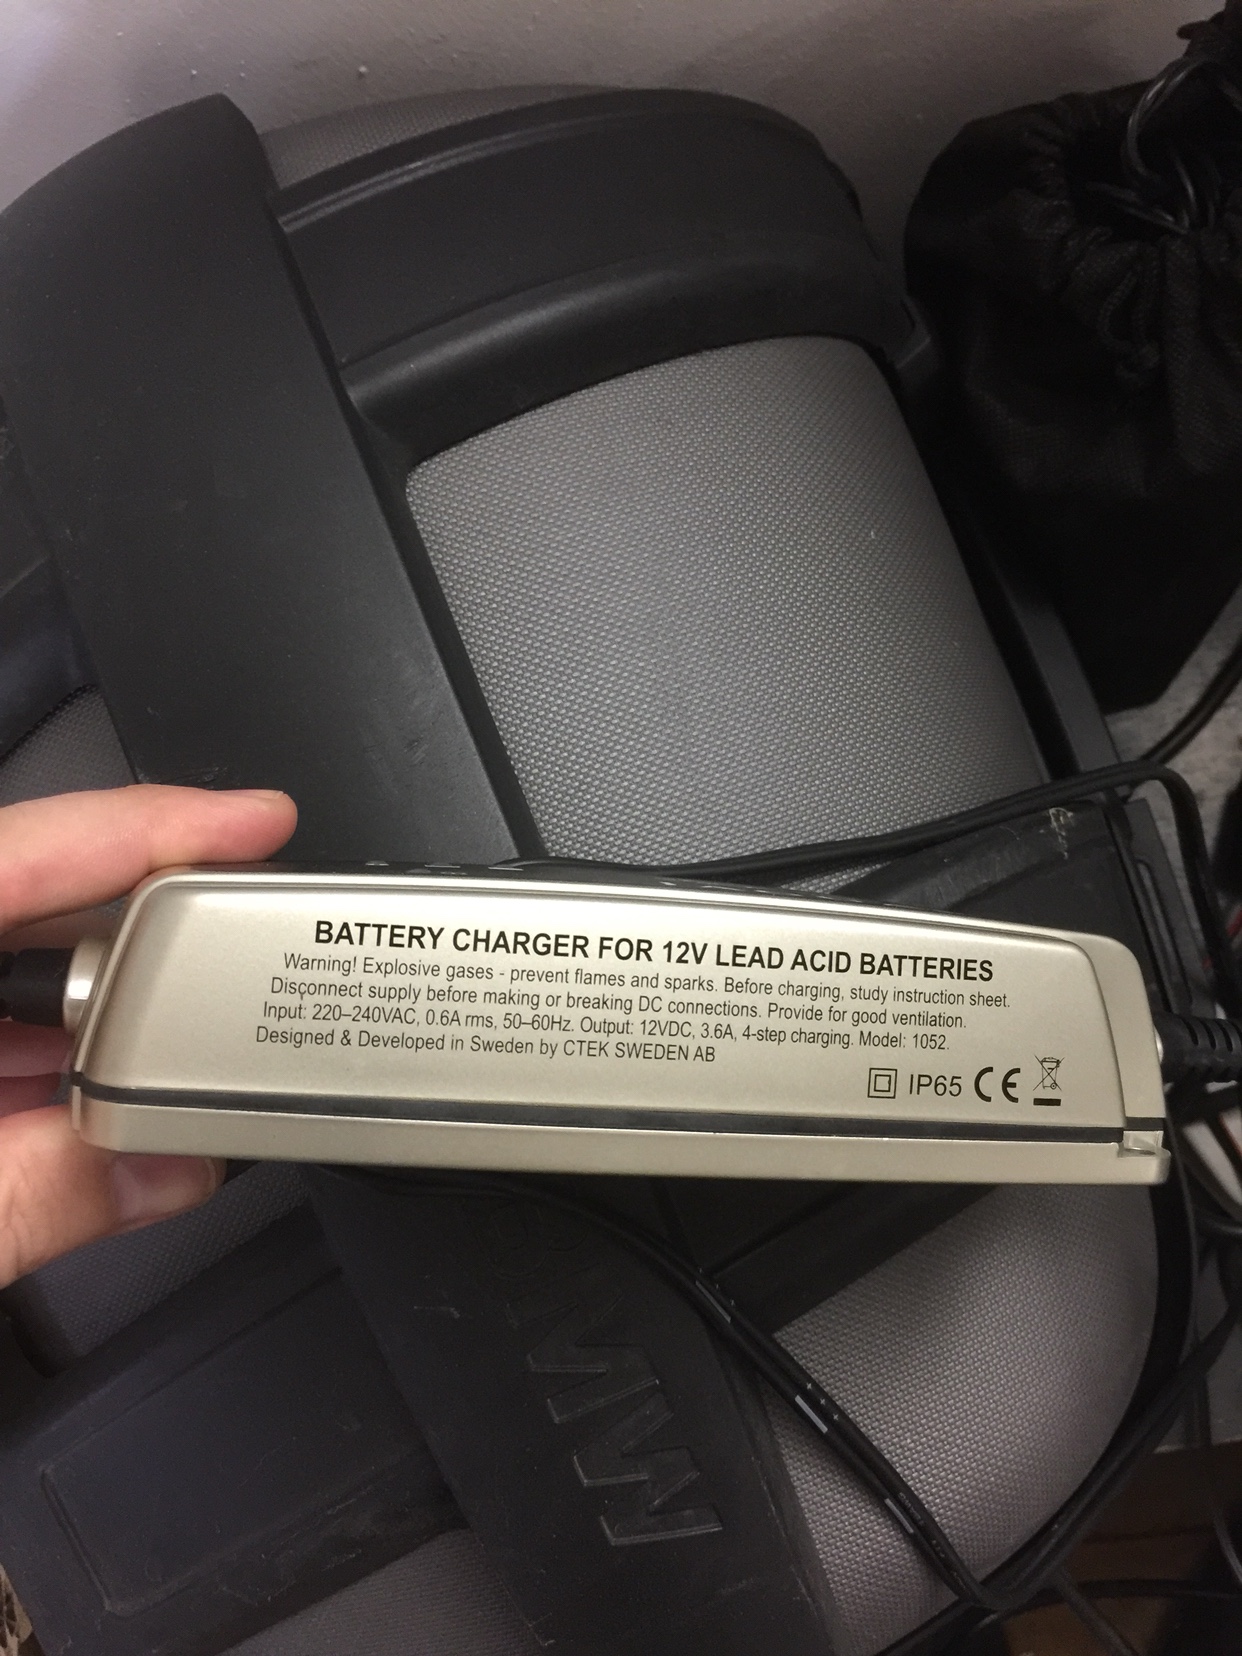 BATTERY CHARGER FOR 12V LEAD ACID BATTERIES
Warning! Explosive gases - prevent flames and sparks. Before charging, study instruction sheet.
Disconnect supply before making or breaking DC connections. Provide for good ventilation.
Input: 220–240VAC, 0.6A rms, 50–60Hz. Output: 12VDC, 3.6A, 4-step charging. Model: 1052.
Designed & Developed in Sweden by CTEK SWEDEN AB
IP65 CE
BMW